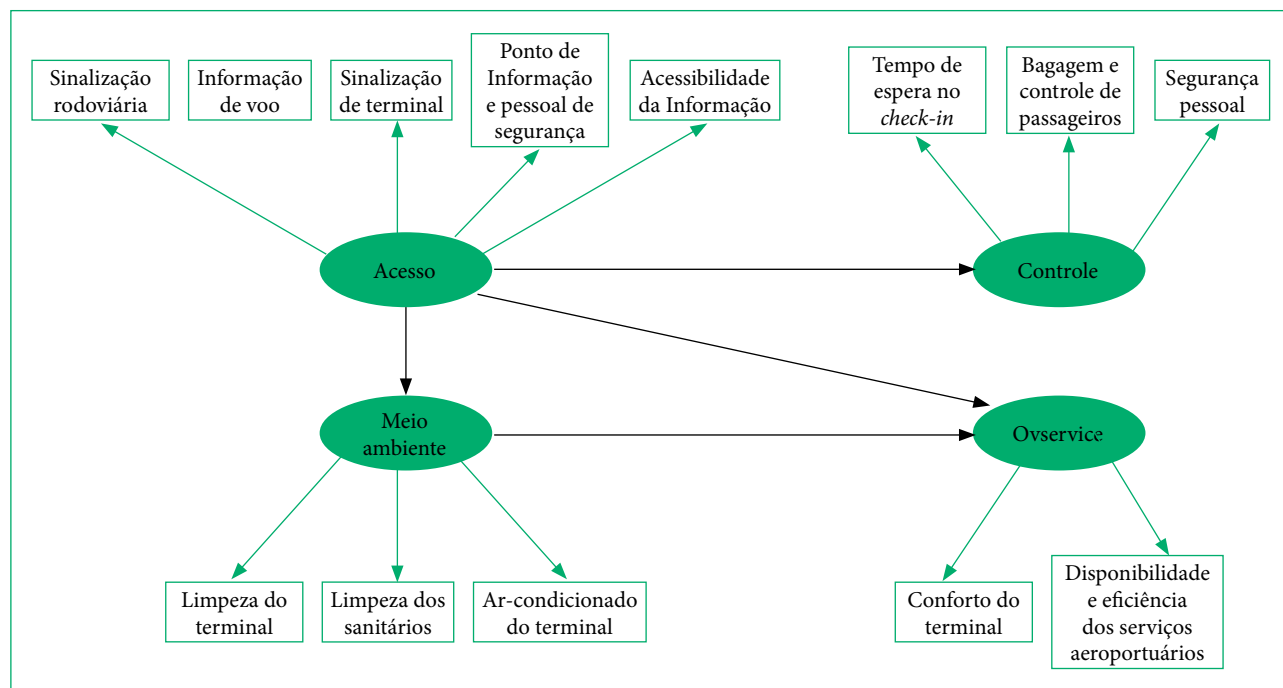 Sinalização
rodoviária
Informação
de voo
Sinalização
de terminal
Ponto de
Informação
e pessoal de
segurança
Acessibilidade
da Informação
Tempo de
espera no
check-in
Bagagem e
controle de
passageiros
Segurança
pessoal
Acesso
Controle
Meio
ambiente
Ovservice
Limpeza do
terminal
Limpeza dos
sanitários
Ar-condicionado
do terminal
Conforto do
terminal
Disponibilidade
e eficiência
dos serviços
aeroportuários